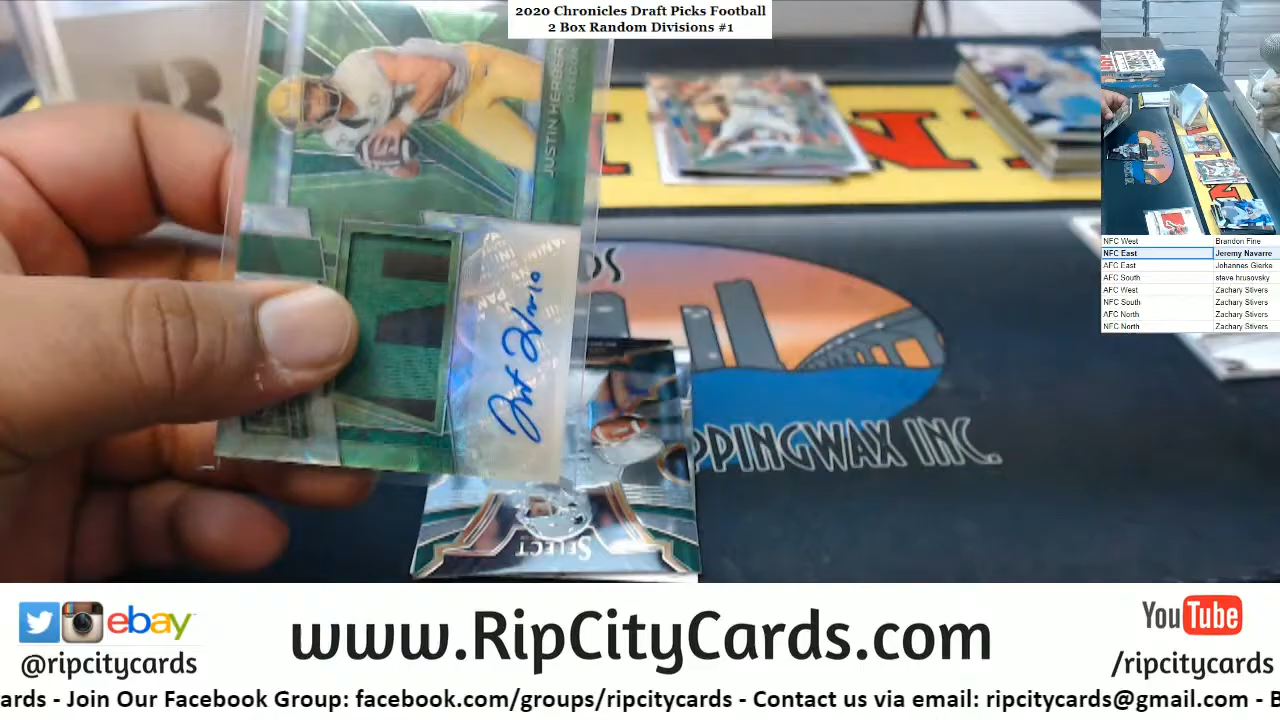 2020 Chronicles Draft Picks Football
2 Box Random Divisions #1
JUSTIN HERBER
SELECT
PPINGWAX INC.
NFC West Brandon Fine
NFC East Jeremy Navarre
AFC East Johannes Gierke
AFC South steve hrusovsky
AFC West Zachary Stivers
NFC South Zachary Stivers
AFC North Zachary Stivers
NFC North Zachary Stivers
ebay
@ripcitycards
www.RipCityCards.com
YouTube
/ripcitycards
ards - Join Our Facebook Group: facebook.com/groups/ripcitycards - Contact us via email: ripcitycards@gmail.com - B